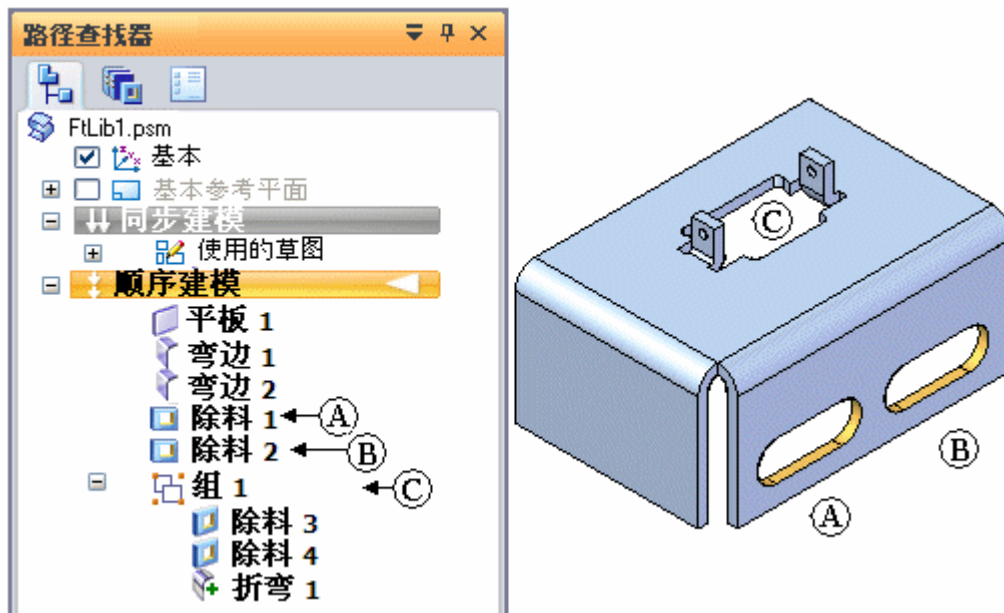 路径查找器
FtLib1.psm
基本
基本参考平面
同步建模
使用的草图
顺序建模
平板 1
弯边 1
弯边 2
除料 1 A
除料 2 B
组 1 C
除料 3
除料 4
折弯 1
C
B
A